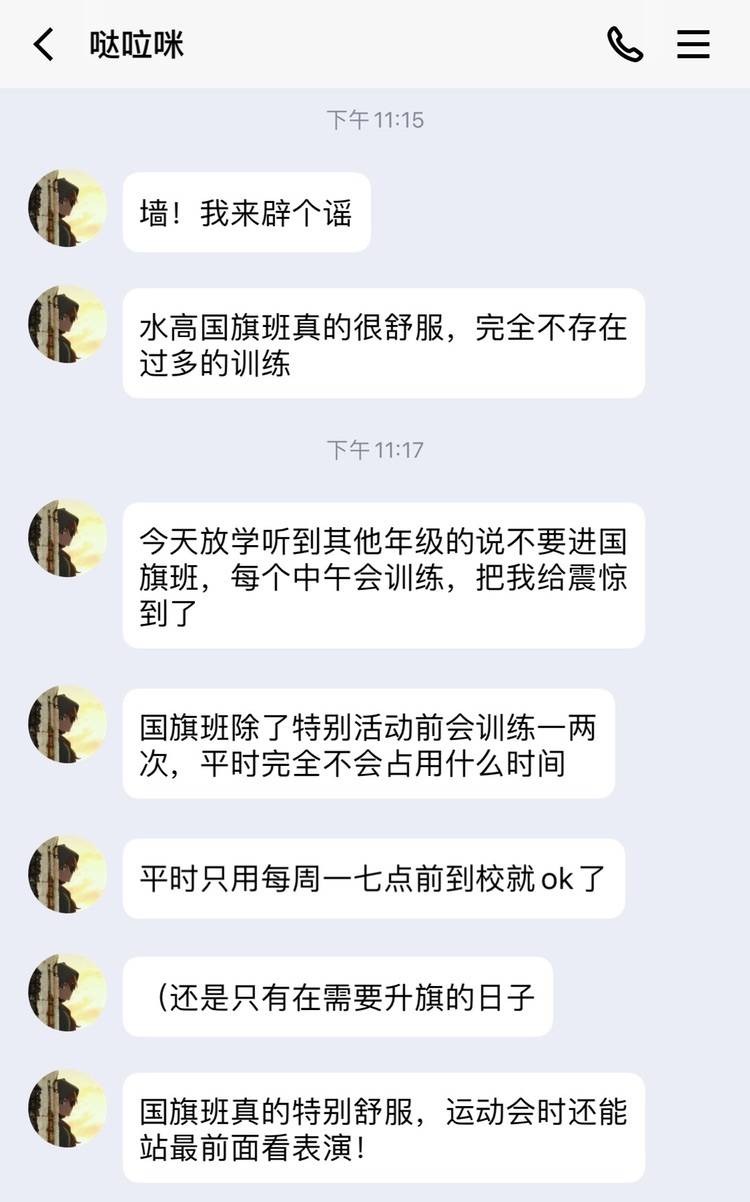 哒啦咪
下午11:15
墙！我来辟个谣
水高国旗班真的很舒服，完全不存在
过多的训练
下午11:17
今天放学听到其他年级的说不要进国
旗班，每个中午会训练，把我给震惊
到了
国旗班除了特别活动前会训练一两
次，平时完全不会占用什么时间
平时只用每周一七点前到校就ok了
（还是只有在需要升旗的日子
国旗班真的特别舒服，运动会时还能
站最前面看表演！